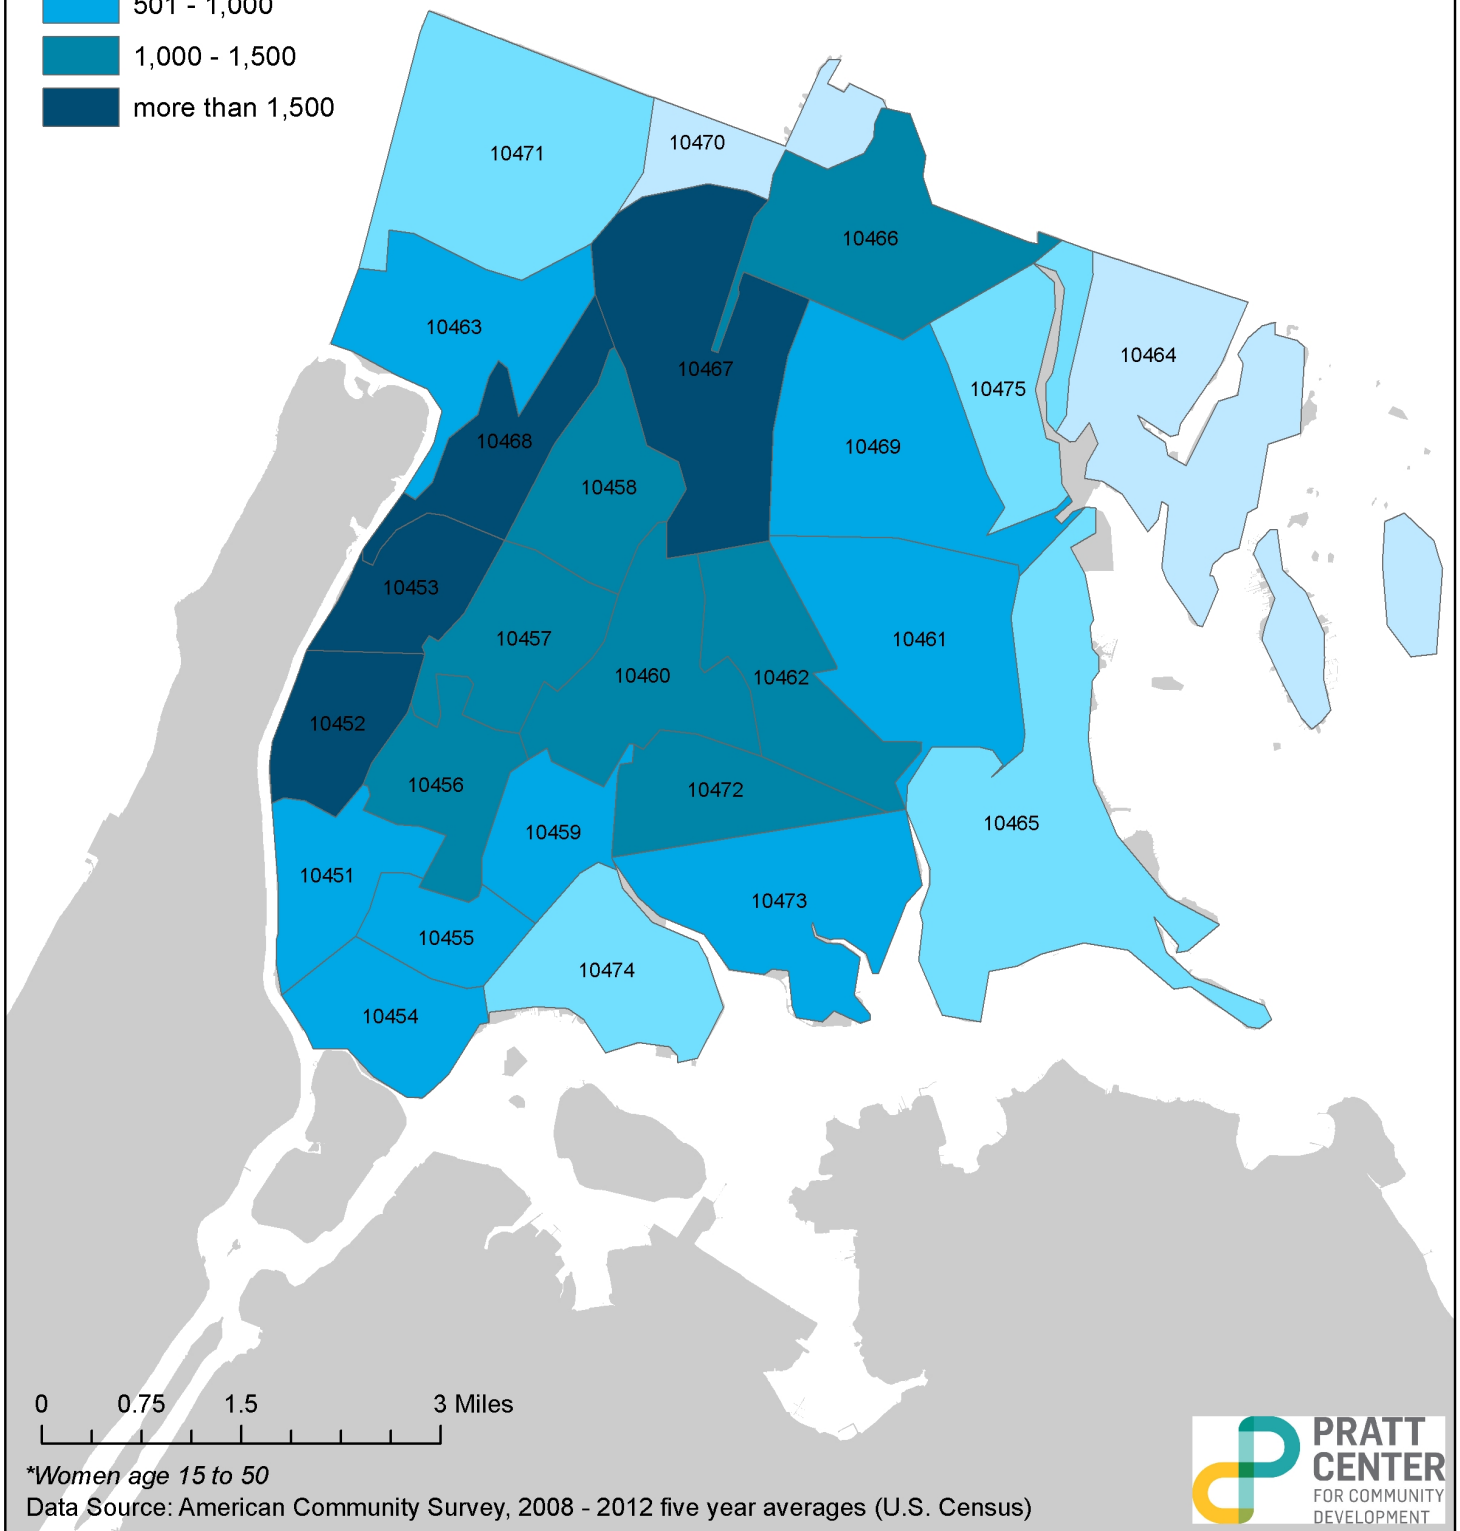 501 - 1,000
1,000 - 1,500
more than 1,500
10471
10470
10466
10463
10464
10467
10475
10468
10469
10458
10453
10457
10461
10460
10462
10452
10456
10472
10465
10459
10451
10473
10455
10474
10454
0 0.75 1.5 3 Miles
*Women age 15 to 50
Data Source: American Community Survey, 2008 - 2012 five year averages (U.S. Census)
PRATT
CENTER
FOR COMMUNITY
DEVELOPMENT